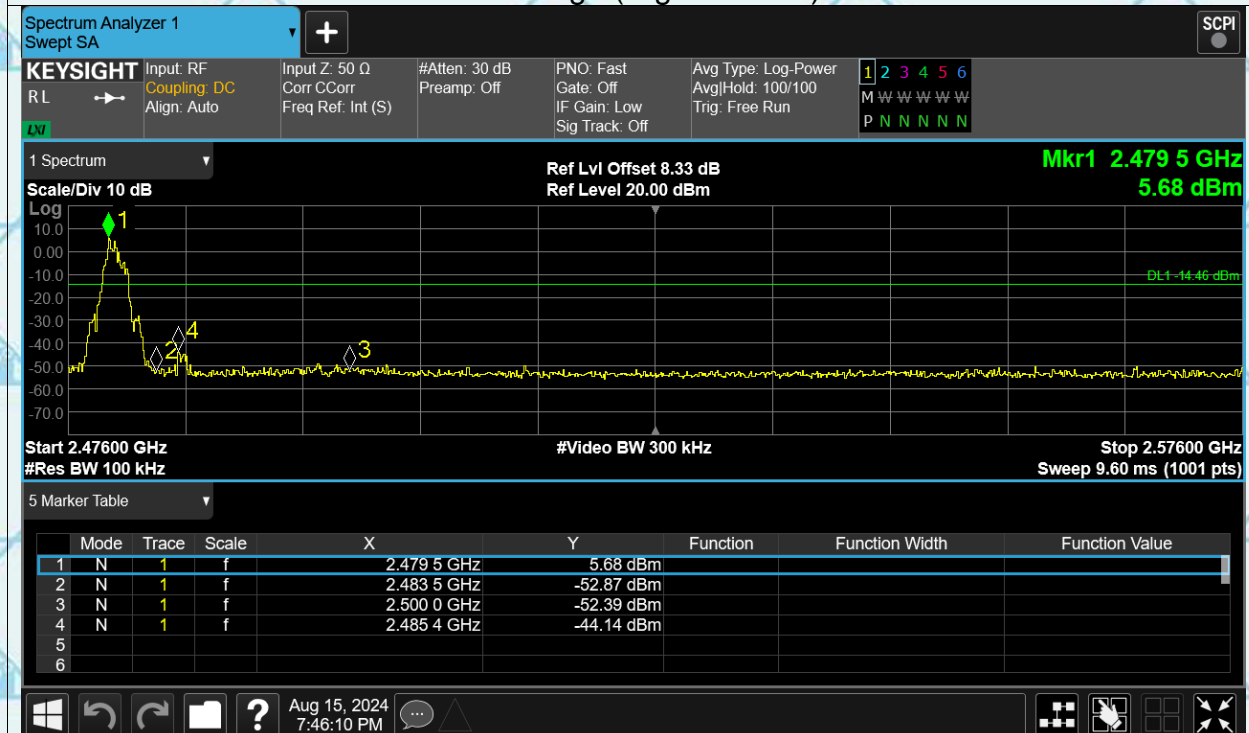 Spectrum Analyzer 1
Swept SA
+
SCPI
KEYSIGHT
RL
LXI
Input: RF
Coupling: DC
Align: Auto
Input Z: 50 Ω
Corr CCorr
Freq Ref: Int (S)
#Atten: 30 dB
Preamp: Off
PNO: Fast
Gate: Off
IF Gain: Low
Sig Track: Off
Avg Type: Log-Power
Avg|Hold: 100/100
Trig: Free Run
1 2 3 4 5 6
M W W W W W W
P N N N N N N
1 Spectrum
Scale/Div 10 dB
Ref Lvl Offset 8.33 dB
Ref Level 20.00 dBm
Mkr1 2.479 5 GHz
5.68 dBm
Log
10.0
0.00
-10.0
-20.0
-30.0
-40.0
-50.0
-60.0
-70.0
1
2
4
3
DL1 -14.46 dBm
Start 2.47600 GHz
#Video BW 300 kHz
Stop 2.57600 GHz
#Res BW 100 kHz
Sweep 9.60 ms (1001 pts)
5 Marker Table
Mode Trace Scale X Y Function Function Width Function Value
1 N 1 f 2.479 5 GHz 5.68 dBm
2 N 1 f 2.483 5 GHz -52.87 dBm
3 N 1 f 2.500 0 GHz -52.39 dBm
4 N 1 f 2.485 4 GHz -44.14 dBm
5
6
?
Aug 15, 2024
7:46:10 PM